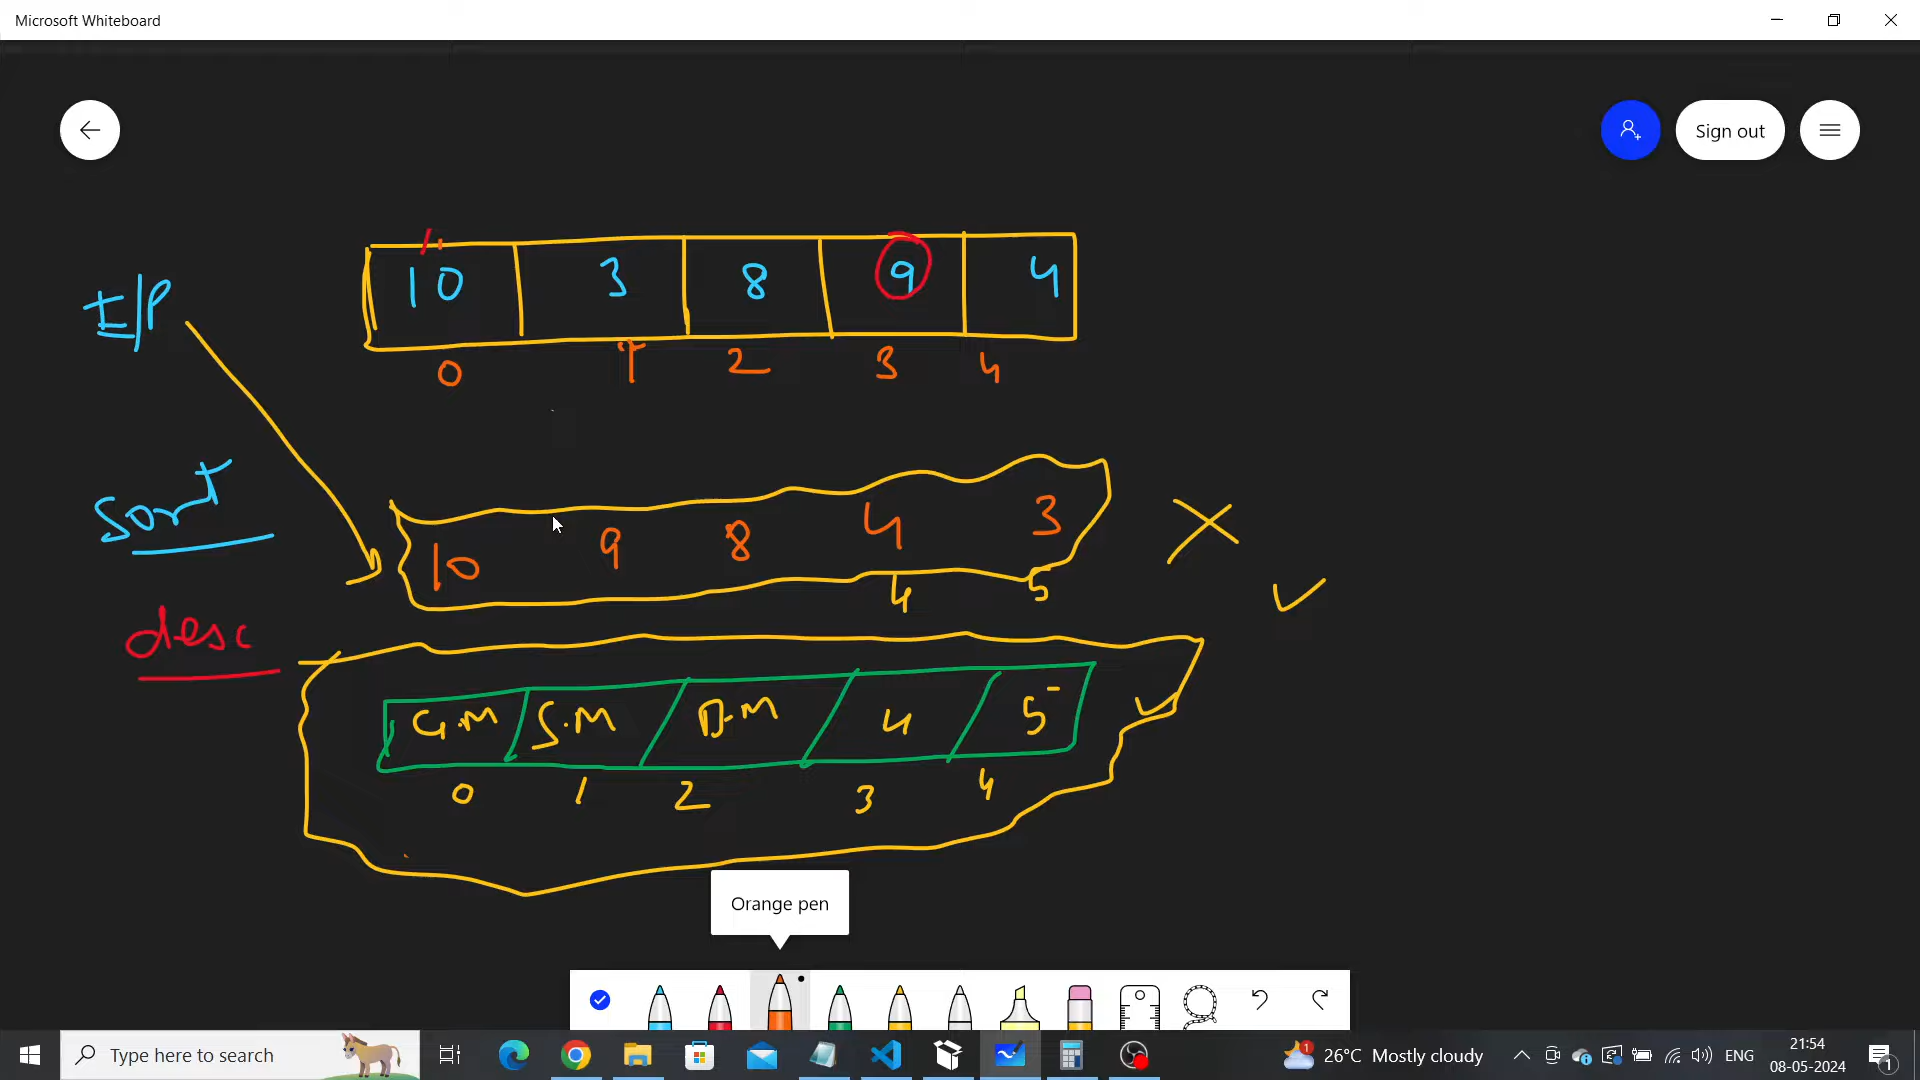 Microsoft Whiteboard
Sign out
I/P
10 3 8 9 4
0 1 2 3 4
Sort
10 9 8 4 3
4 5
desc
G.M S.M B.M 4 5
0 1 2 3 4
Orange pen
Type here to search
26°C Mostly cloudy
ENG
21:54
08-05-2024
1